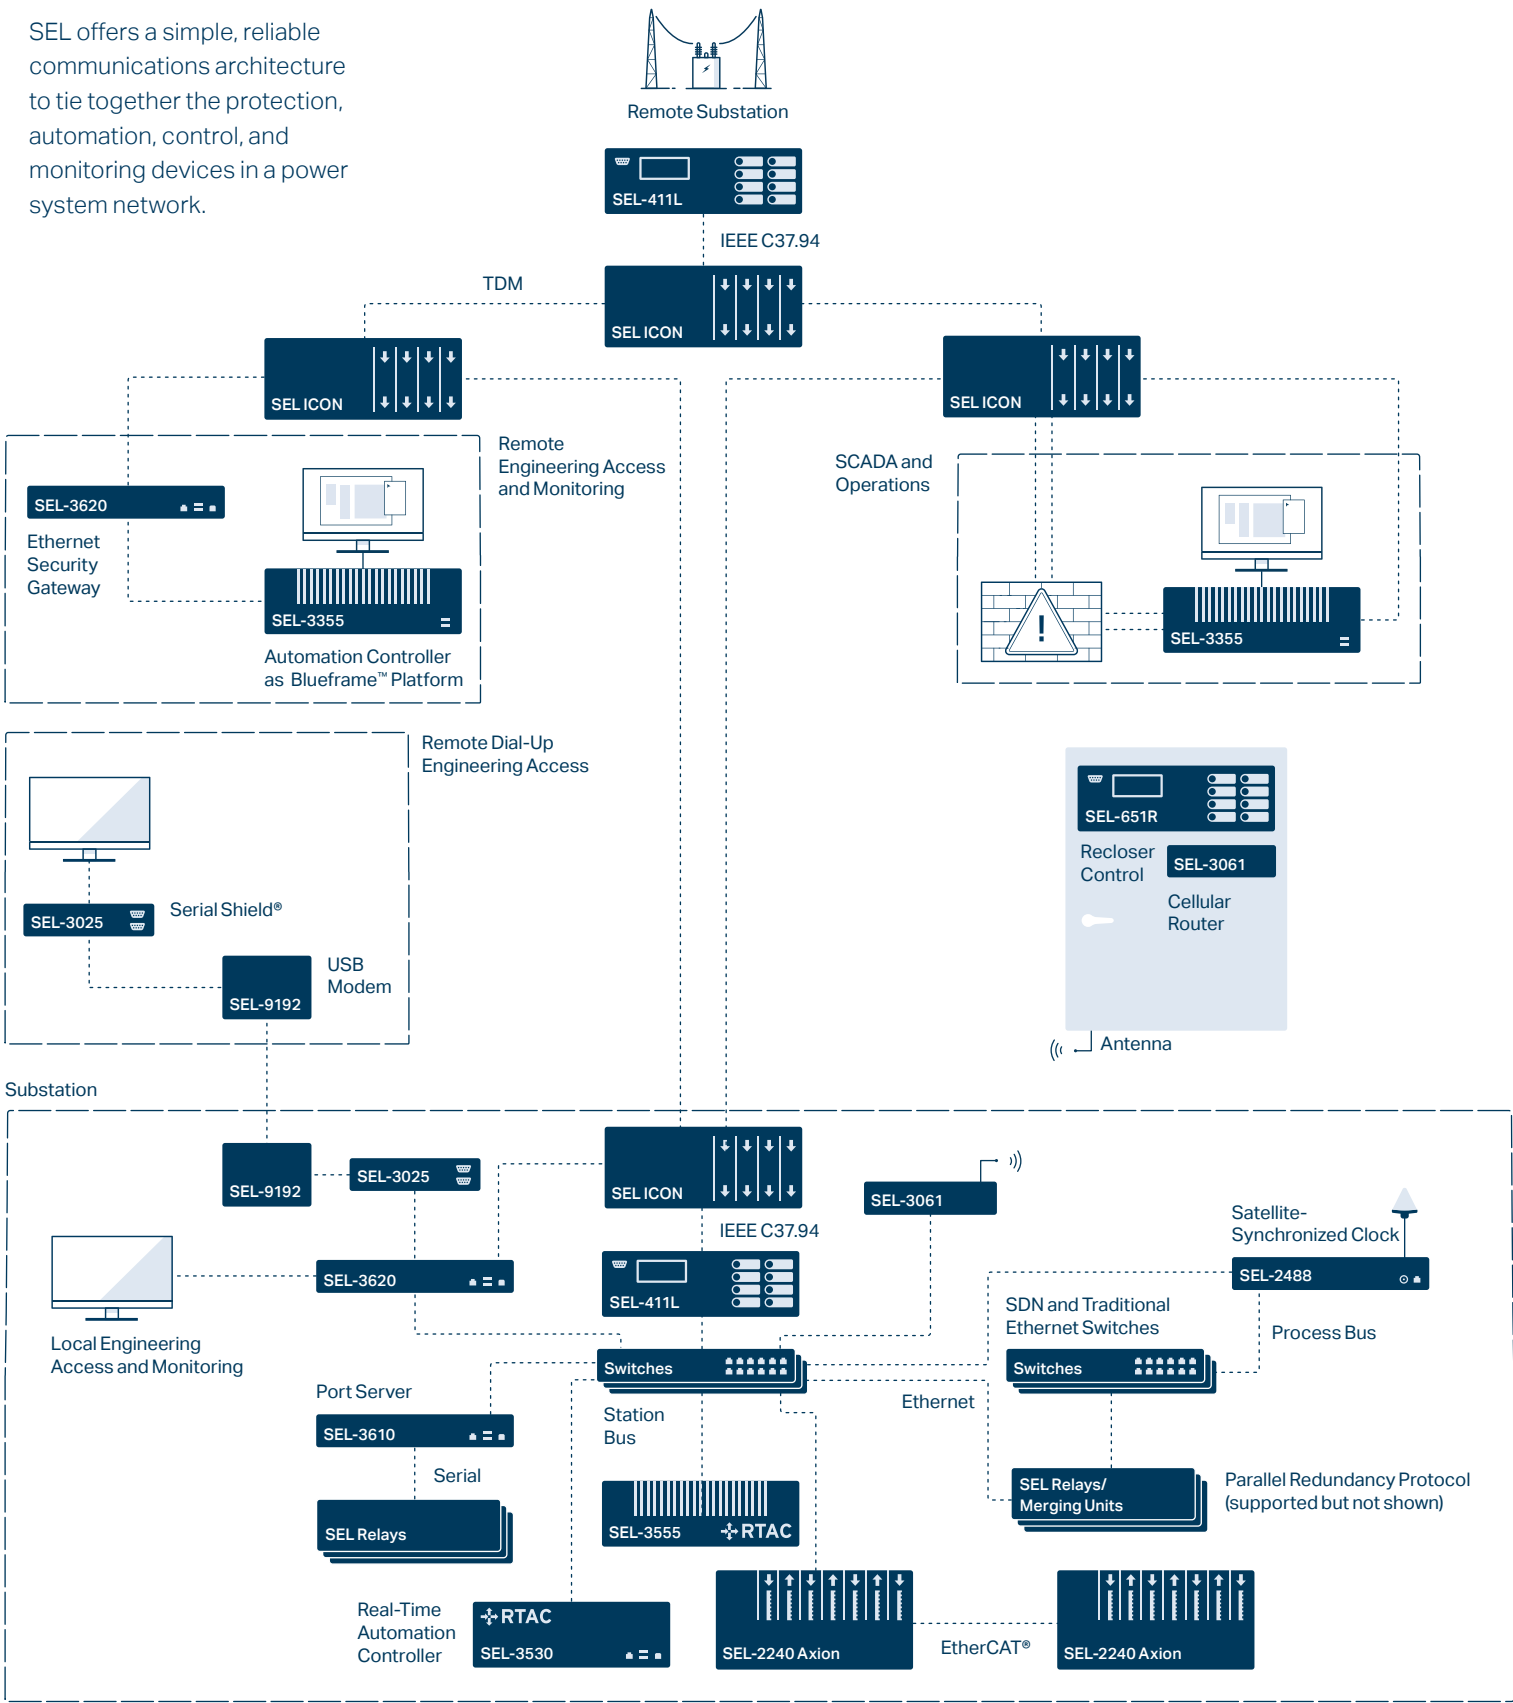 SEL offers a simple, reliable
communications architecture
to tie together the protection,
automation, control, and
monitoring devices in a power
system network.
Remote Substation
SEL-411L
IEEE C37.94
TDM
SEL ICON
SEL ICON
SEL ICON
Remote
Engineering Access
and Monitoring
SEL-3620
Ethernet
Security
Gateway
SEL-3355
Automation Controller
as Blueframe™ Platform
SCADA and
Operations
!
SEL-3355
Remote Dial-Up
Engineering Access
SEL-3025
Serial Shield®
USB
Modem
SEL-9192
SEL-651R
Recloser
Control
SEL-3061
Cellular
Router
Antenna
Substation
SEL-9192
SEL-3025
SEL ICON
IEEE C37.94
SEL-3061
Satellite-
Synchronized Clock
SEL-2488
SEL-3620
SEL-411L
Local Engineering
Access and Monitoring
SDN and Traditional
Ethernet Switches
Process Bus
Switches
Switches
Port Server
SEL-3610
Station
Bus
Ethernet
Serial
SEL Relays
SEL-3555
RTAC
SEL Relays/
Merging Units
Parallel Redundancy Protocol
(supported but not shown)
Real-Time
Automation
Controller
RTAC
SEL-3530
SEL-2240 Axion
EtherCAT®
SEL-2240 Axion